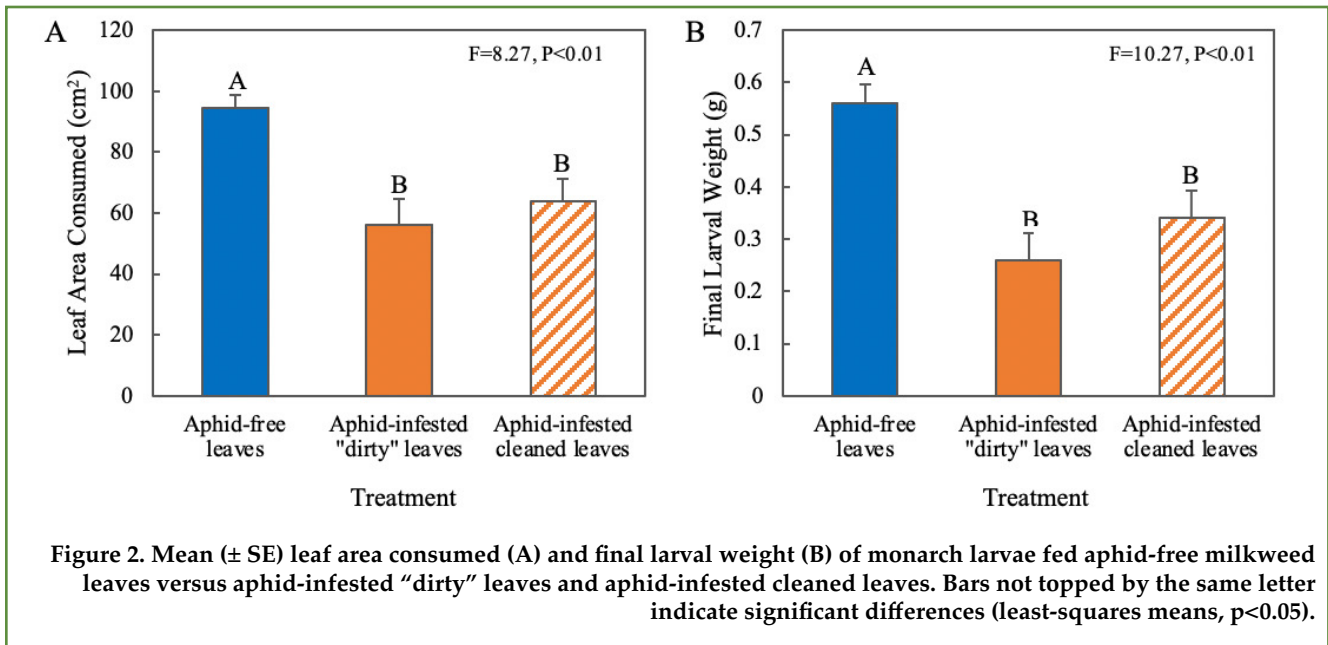 A
F=8.27, P<0.01
Leaf Area Consumed (cm²)
120
100
80
60
40
20
0
A
B
B
Aphid-free
leaves
Aphid-infested
"dirty" leaves
Aphid-infested
cleaned leaves
Treatment
B
F=10.27, P<0.01
Final Larval Weight (g)
0.7
0.6
0.5
0.4
0.3
0.2
0.1
0
A
B
B
Aphid-free
leaves
Aphid-infested
"dirty" leaves
Aphid-infested
cleaned leaves
Treatment
Figure 2. Mean (± SE) leaf area consumed (A) and final larval weight (B) of monarch larvae fed aphid-free milkweed
leaves versus aphid-infested “dirty” leaves and aphid-infested cleaned leaves. Bars not topped by the same letter
indicate significant differences (least-squares means, p<0.05).